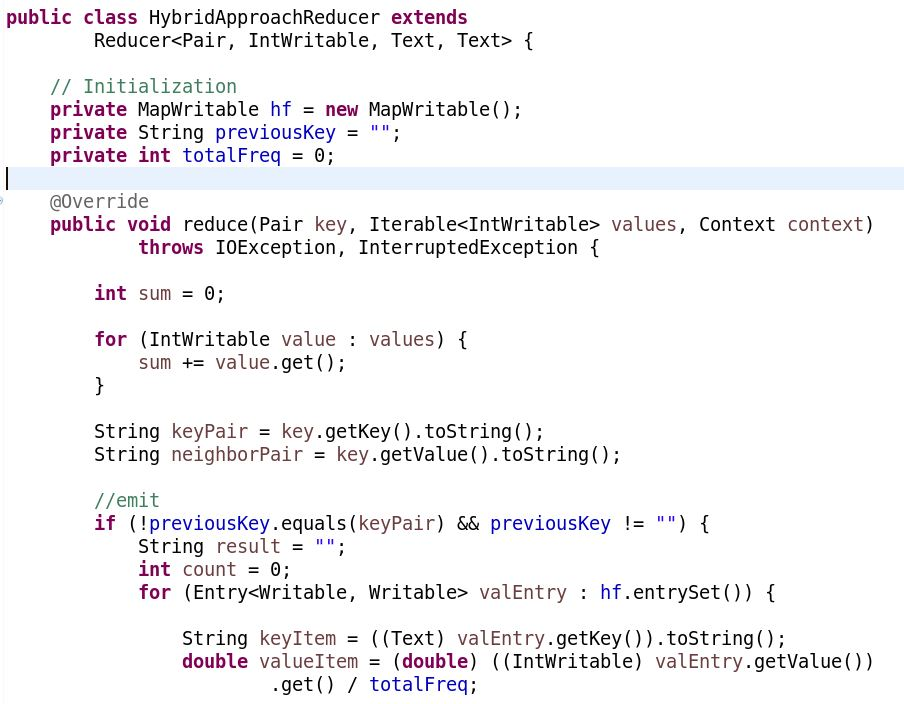 public class HybridApproachReducer extends
        Reducer<Pair, IntWritable, Text, Text> {

    // Initialization
    private MapWritable hf = new MapWritable();
    private String previousKey = "";
    private int totalFreq = 0;

    @Override
    public void reduce(Pair key, Iterable<IntWritable> values, Context context)
            throws IOException, InterruptedException {

        int sum = 0;

        for (IntWritable value : values) {
            sum += value.get();
        }

        String keyPair = key.getKey().toString();
        String neighborPair = key.getValue().toString();

        //emit
        if (!previousKey.equals(keyPair) && previousKey != "") {
            String result = "";
            int count = 0;
            for (Entry<Writable, Writable> valEntry : hf.entrySet()) {

                String keyItem = ((Text) valEntry.getKey()).toString();
                double valueItem = (double) ((IntWritable) valEntry.getValue())
                        .get() / totalFreq;